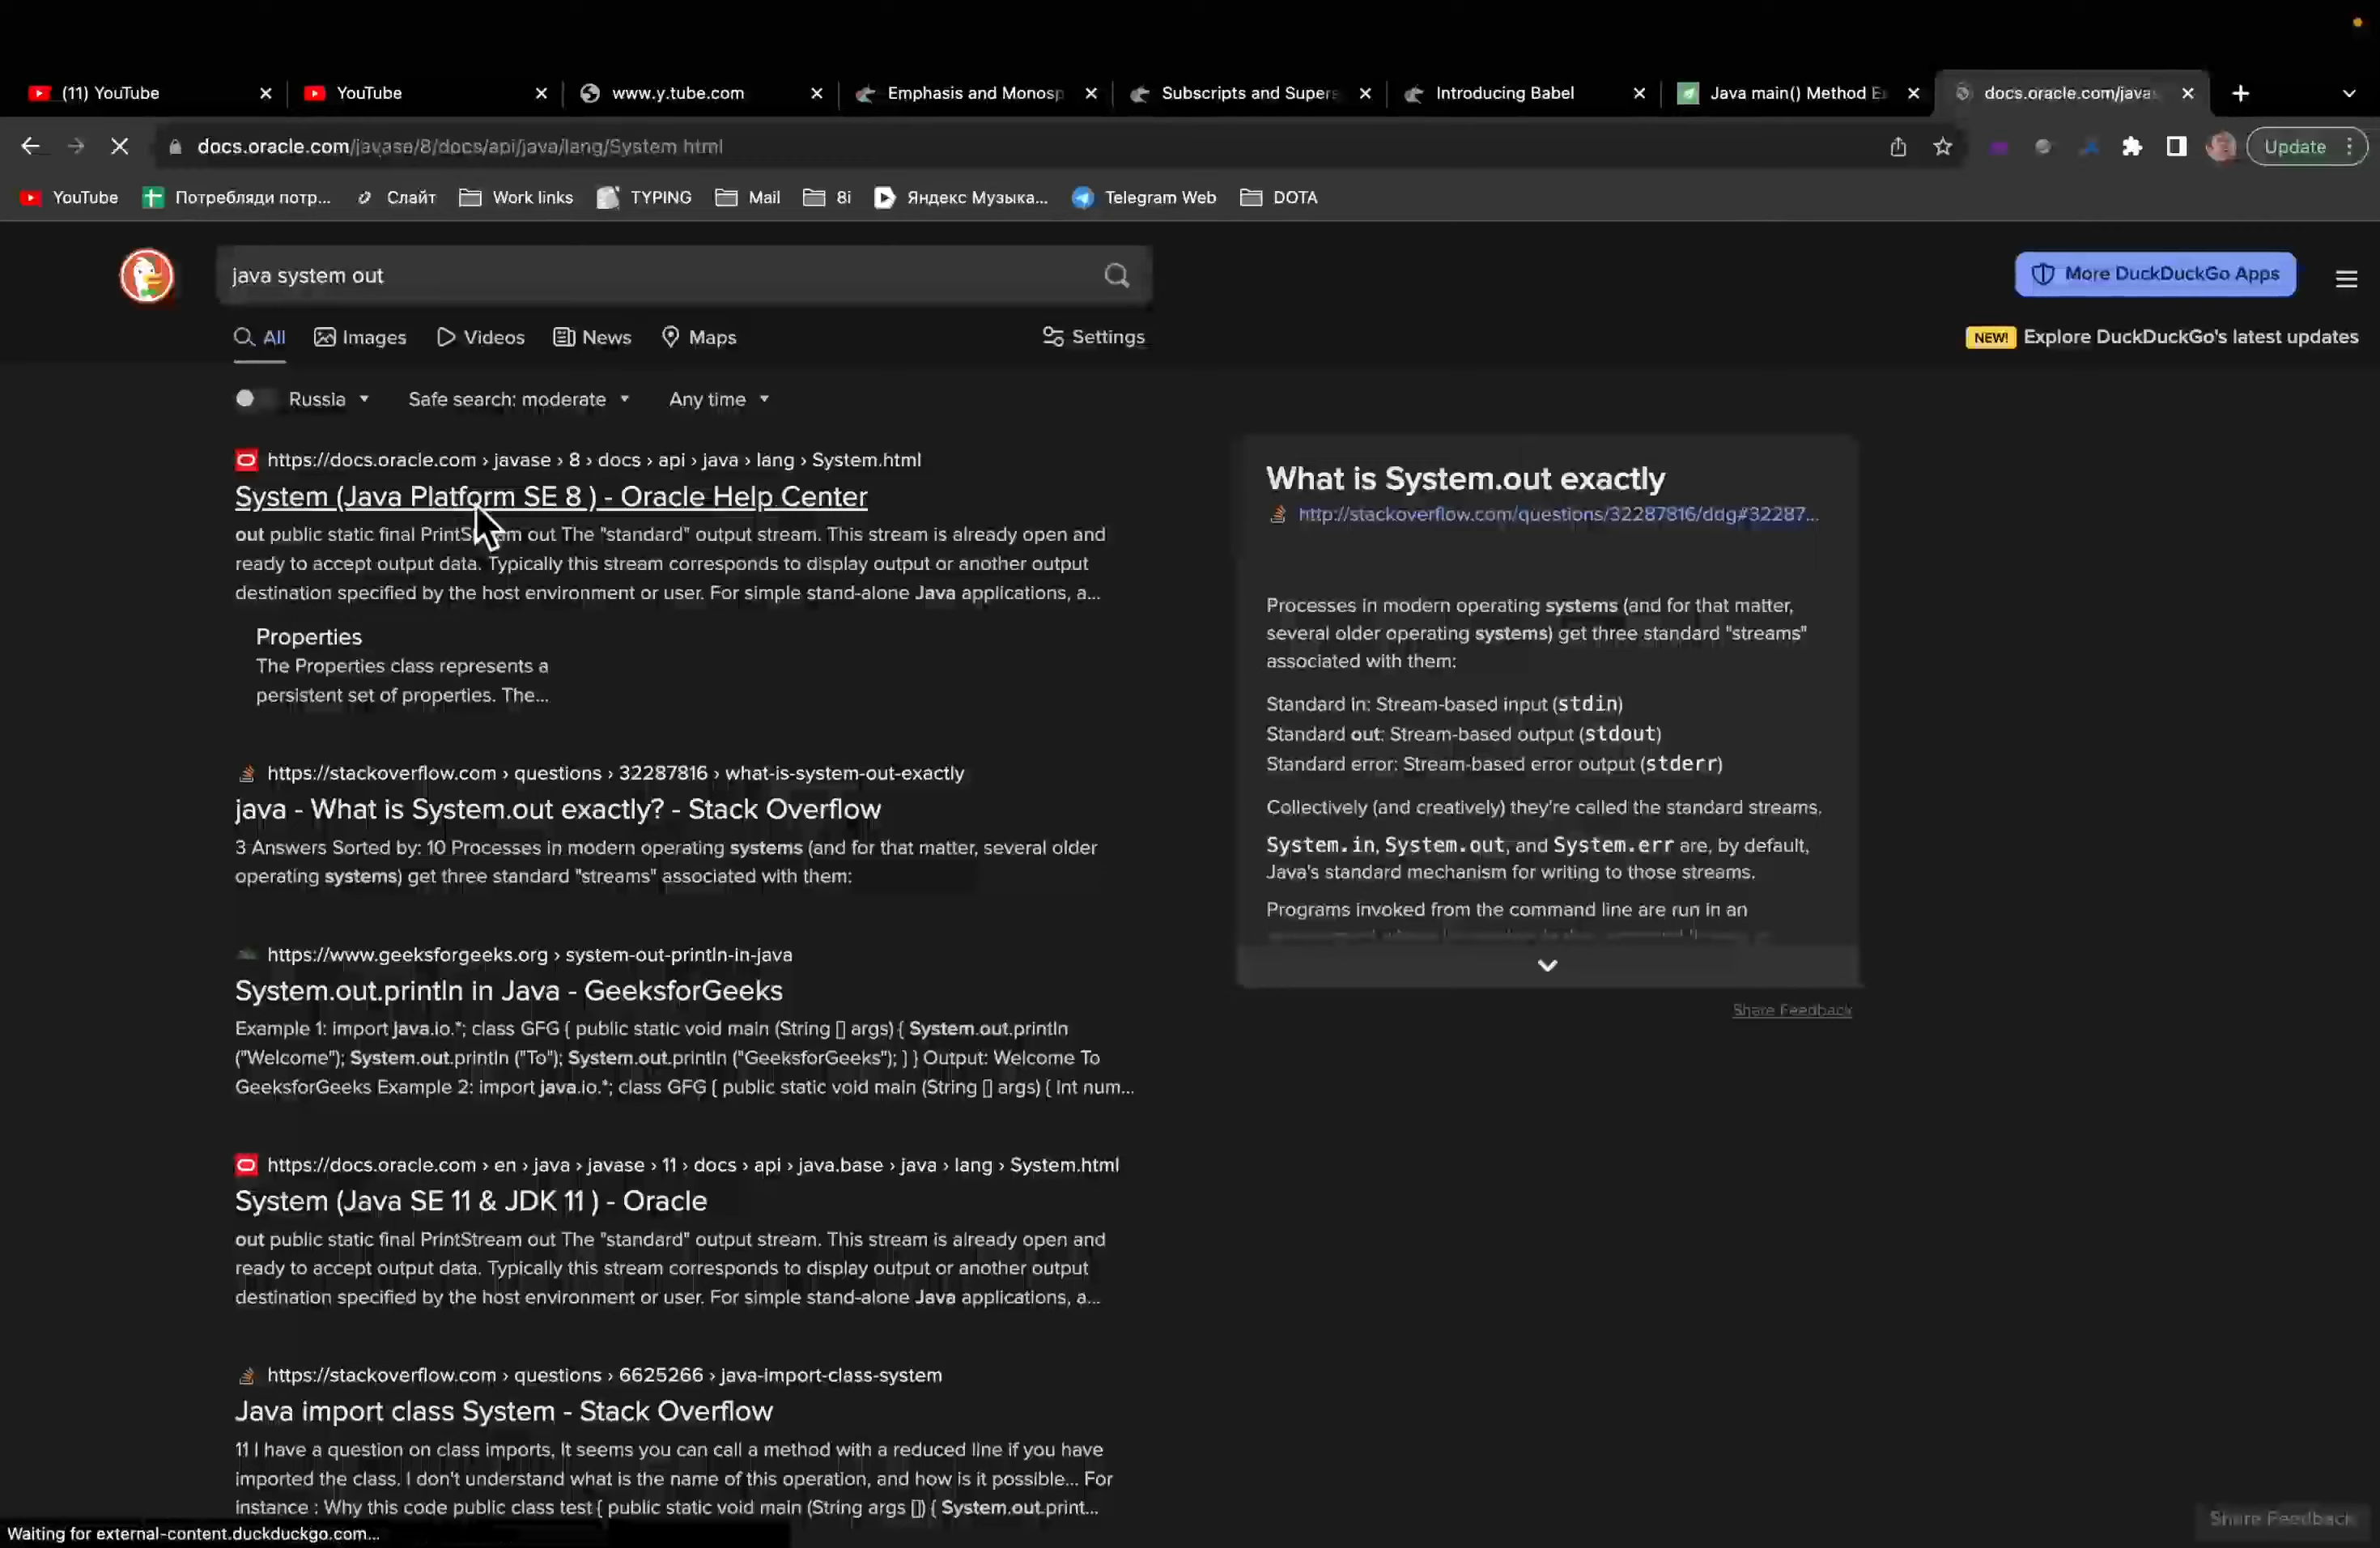 (11) YouTube
YouTube
www.y.tube.com
Emphasis and Monosp
Subscripts and Supers
Introducing Babel
Java main() Method Ex
docs.oracle.com/java
docs.oracle.com/javase/8/docs/api/java/lang/System.html
Update
YouTube
Потребляди потр...
Слайт
Work links
TYPING
Mail
8i
Яндекс Музыка...
Telegram Web
DOTA
java system out
More DuckDuckGo Apps
All
Images
Videos
News
Maps
Settings
NEW! Explore DuckDuckGo's latest updates
Russia
Safe search: moderate
Any time
https://docs.oracle.com › javase › 8 › docs › api › java › lang › System.html
System (Java Platform SE 8 ) - Oracle Help Center
out public static final out The "standard" output stream. This stream is already open and
ready to accept output data. Typically this stream corresponds to display output or another output
destination specified by the host environment or user. For simple stand-alone Java applications, a...
Properties
The Properties class represents a
persistent set of properties. The...
https://stackoverflow.com › questions › 32287816 › what-is-system-out-exactly
java - What is System.out exactly? - Stack Overflow
3 Answers Sorted by: 10 Processes in modern operating systems (and for that matter, several older
operating systems) get three standard "streams" associated with them:
https://www.geeksforgeeks.org › system-out-println-in-java
System.out.println in Java - GeeksforGeeks
Example 1: import java.io.*; class GFG { public static void main (String [] args) { System.out.println
("Welcome"); System.out.println ("To"); System.out.println ("GeeksforGeeks"); } } Output: Welcome To
GeeksforGeeks Example 2: import java.io.*; class GFG { public static void main (String [] args) { int num...
https://docs.oracle.com › en › java › javase › 11 › docs › api › java.base › java › lang › System.html
System (Java SE 11 & JDK 11 ) - Oracle
out public static final PrintStream out The "standard" output stream. This stream is already open and
ready to accept output data. Typically this stream corresponds to display output or another output
destination specified by the host environment or user. For simple stand-alone Java applications, a...
https://stackoverflow.com › questions › 6625266 › java-import-class-system
Java import class System - Stack Overflow
11 I have a question on class imports, It seems you can call a method with a reduced line if you have
imported the class. I don't understand what is the name of this operation, and how is it possible... For
instance : Why this code public class test { public static void main (String args []) { System.out.print...
What is System.out exactly
http://stackoverflow.com/questions/32287816/ddg#32287...
Processes in modern operating systems (and for that matter,
several older operating systems) get three standard "streams"
associated with them:
Standard in: Stream-based input (stdin)
Standard out: Stream-based output (stdout)
Standard error: Stream-based error output (stderr)
Collectively (and creatively) they're called the standard streams.
System.in, System.out, and System.err are, by default,
Java's standard mechanism for writing to those streams.
Programs invoked from the command line are run in an
Share Feedback
Waiting for external-content.duckduckgo.com...
Share Feedback